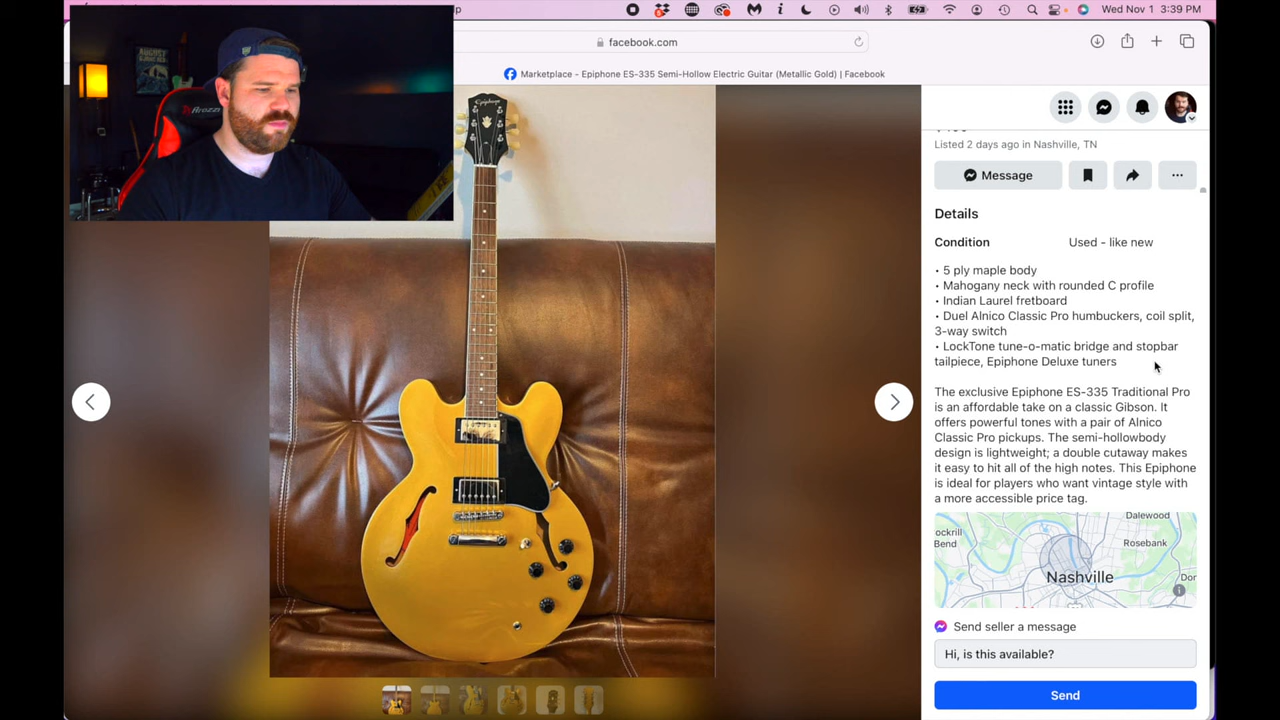 Wed Nov 1 3:39 PM
facebook.com
Marketplace - Epiphone ES-335 Semi-Hollow Electric Guitar (Metallic Gold) | Facebook
AUGUST
Arozzi
Epiphone
Listed 2 days ago in Nashville, TN
Message
Details
Condition Used - like new
• 5 ply maple body
• Mahogany neck with rounded C profile
• Indian Laurel fretboard
• Duel Alnico Classic Pro humbuckers, coil split,
3-way switch
• LockTone tune-o-matic bridge and stopbar
tailpiece, Epiphone Deluxe tuners
The exclusive Epiphone ES-335 Traditional Pro
is an affordable take on a classic Gibson. It
offers powerful tones with a pair of Alnico
Classic Pro pickups. The semi-hollowbody
design is lightweight; a double cutaway makes
it easy to hit all of the high notes. This Epiphone
is ideal for players who want vintage style with
a more accessible price tag.
Dalewood
ockrill
Bend
Rosebank
Nashville
Dor
Send seller a message
Hi, is this available?
Send